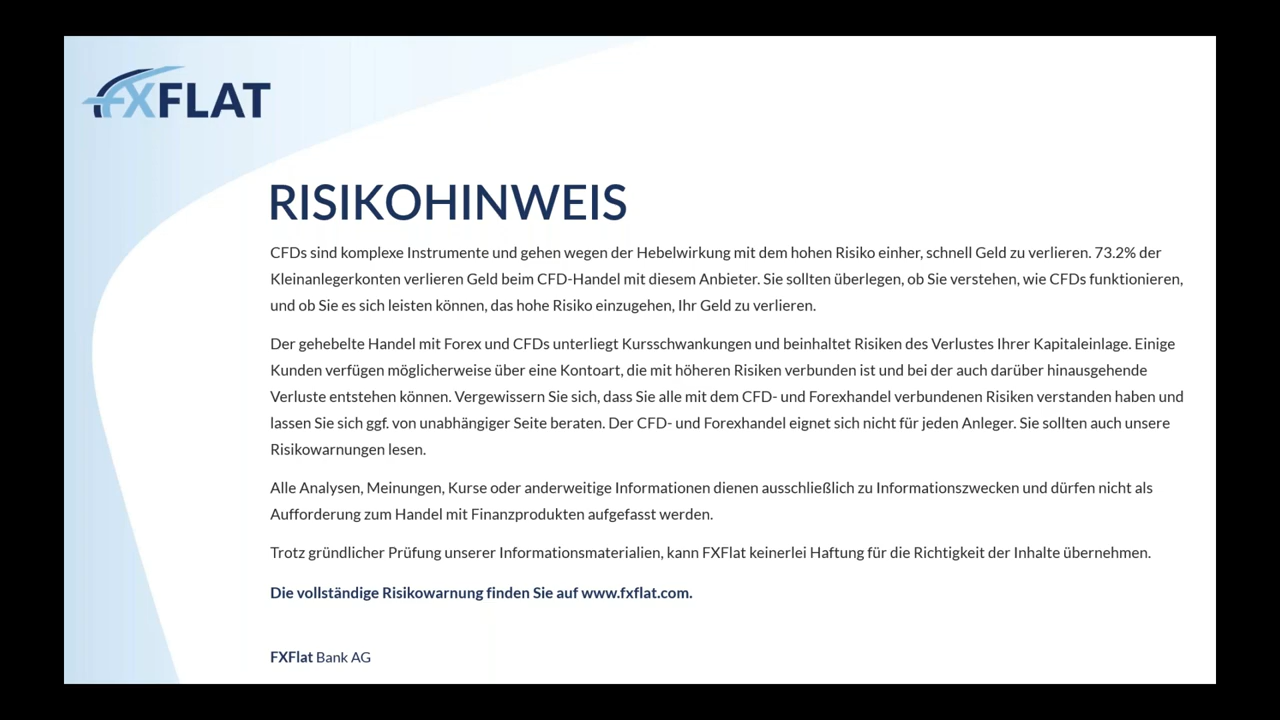 FXFLAT
RISIKOHINWEIS
CFDs sind komplexe Instrumente und gehen wegen der Hebelwirkung mit dem hohen Risiko einher, schnell Geld zu verlieren. 73.2% der
Kleinanlegerkonten verlieren Geld beim CFD-Handel mit diesem Anbieter. Sie sollten überlegen, ob Sie verstehen, wie CFDs funktionieren,
und ob Sie es sich leisten können, das hohe Risiko einzugehen, Ihr Geld zu verlieren.
Der gehebelte Handel mit Forex und CFDs unterliegt Kursschwankungen und beinhaltet Risiken des Verlustes Ihrer Kapitaleinlage. Einige
Kunden verfügen möglicherweise über eine Kontoart, die mit höheren Risiken verbunden ist und bei der auch darüber hinausgehende
Verluste entstehen können. Vergewissern Sie sich, dass Sie alle mit dem CFD- und Forexhandel verbundenen Risiken verstanden haben und
lassen Sie sich ggf. von unabhängiger Seite beraten. Der CFD- und Forexhandel eignet sich nicht für jeden Anleger. Sie sollten auch unsere
Risikowarnungen lesen.
Alle Analysen, Meinungen, Kurse oder anderweitige Informationen dienen ausschließlich zu Informationszwecken und dürfen nicht als
Aufforderung zum Handel mit Finanzprodukten aufgefasst werden.
Trotz gründlicher Prüfung unserer Informationsmaterialien, kann FXFlat keinerlei Haftung für die Richtigkeit der Inhalte übernehmen.
Die vollständige Risikowarnung finden Sie auf www.fxflat.com.
FXFlat Bank AG